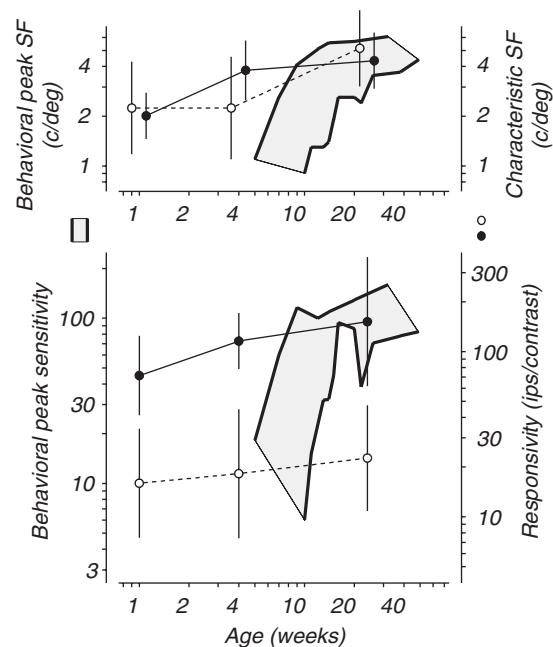 Behavioral peak SF
(c/deg)
4
2
1
4
2
1
Characteristic SF
(c/deg)
1 2 4 10 20 40
Behavioral peak sensitivity
100
30
10
3
300
100
30
10
Responsivity (ips/contrast)
1 2 4 10 20 40
Age (weeks)